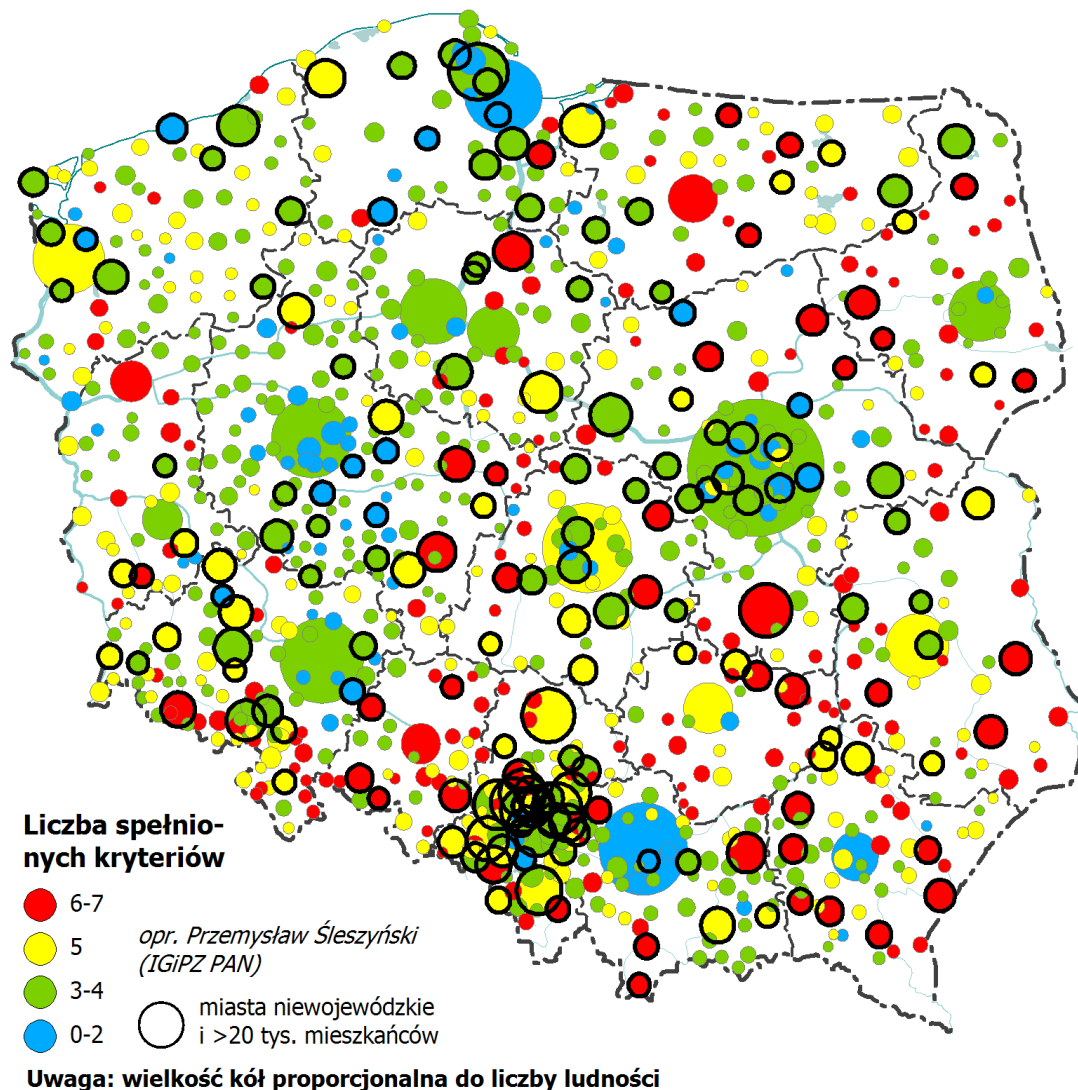 Liczba spełnio-
nych kryteriów
6-7
5
3-4
0-2
opr. Przemysław Śleszyński
(IGiPZ PAN)
miasta niewojewódzkie
i >20 tys. mieszkańców
Uwaga: wielkość kół proporcjonalna do liczby ludności